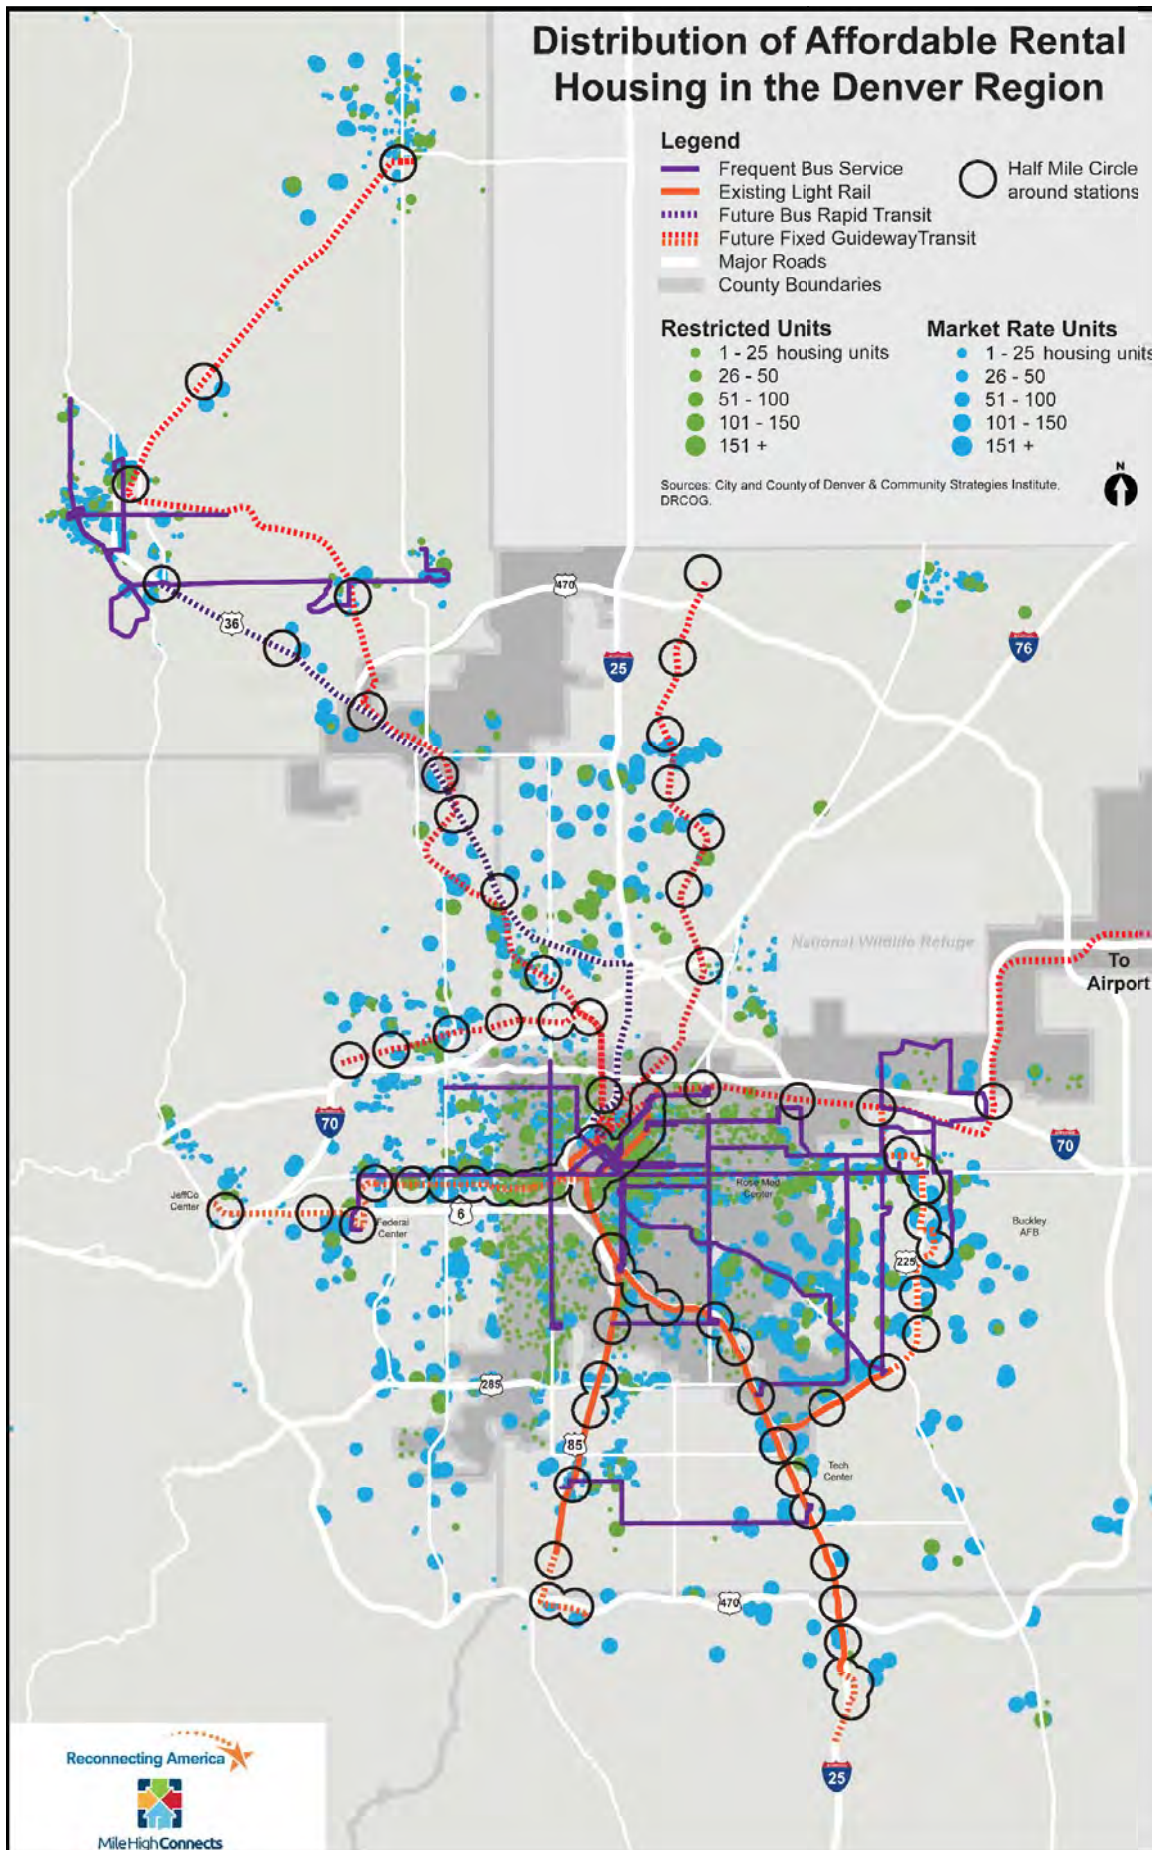 Distribution of Affordable Rental
Housing in the Denver Region
Legend
Frequent Bus Service
Existing Light Rail
Future Bus Rapid Transit
Future Fixed GuidewayTransit
Major Roads
County Boundaries
Half Mile Circle
around stations
Restricted Units
1 - 25 housing units
26 - 50
51 - 100
101 - 150
151 +
Market Rate Units
1 - 25 housing units
26 - 50
51 - 100
101 - 150
151 +
Sources: City and County of Denver & Community Strategies Institute,
DRCOG.
N
470
36
25
76
National Wildlife Refuge
To
Airport
70
70
JeffCo
Center
Federal
Center
6
Rose Med
Center
Buckley
AFB
225
285
85
Tech
Center
470
25
Reconnecting America
MileHighConnects